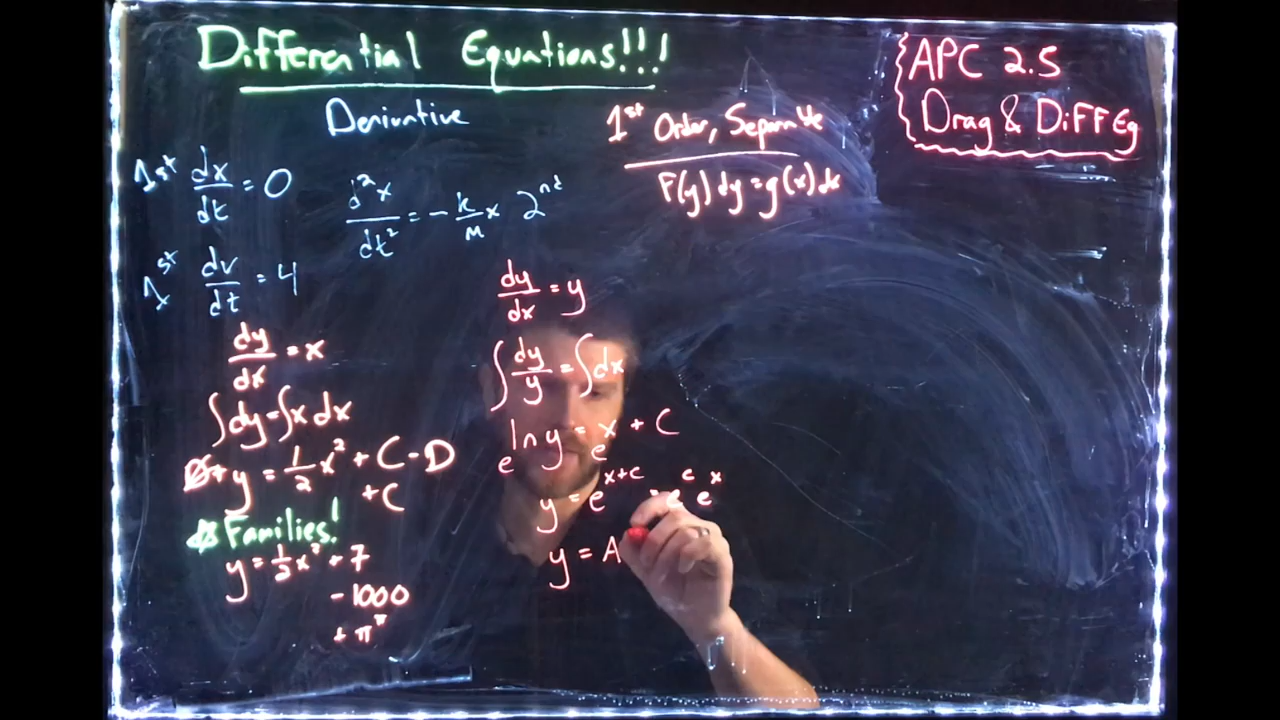 Differential Equations!!!
Derivative
1st dx/dt = 0
d²x/dt² = - k/m x 2nd
1st dv/dt = 4
dy/dx = x
∫dy = ∫x dx
y = 1/2 x² + C - D
+ C
Families!
y = 1/2 x² + 7
- 1000
+ π^π
1st Order, Separable
F(y) dy = g(x) dx
dy/dx = y
∫ dy/y = ∫ dx
e^(ln y) = e^(x + C)
y = e^(x+c) = e^c e^x
y = A
APC 2.5
Drag & DiFFEq